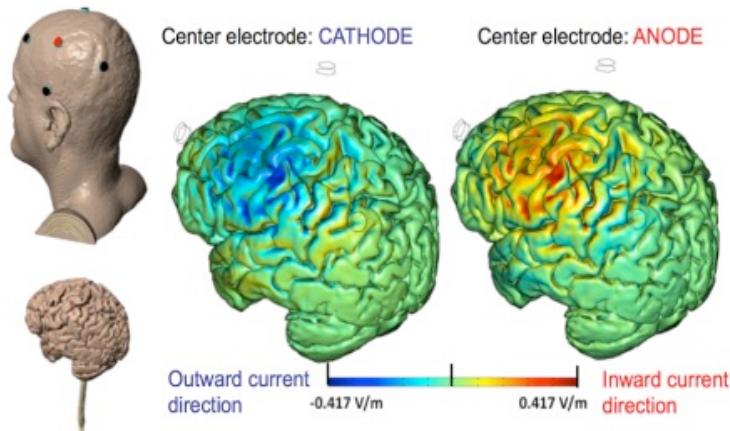 Center electrode: CATHODE
Center electrode: ANODE
Outward current
direction
-0.417 V/m
0.417 V/m
Inward current
direction